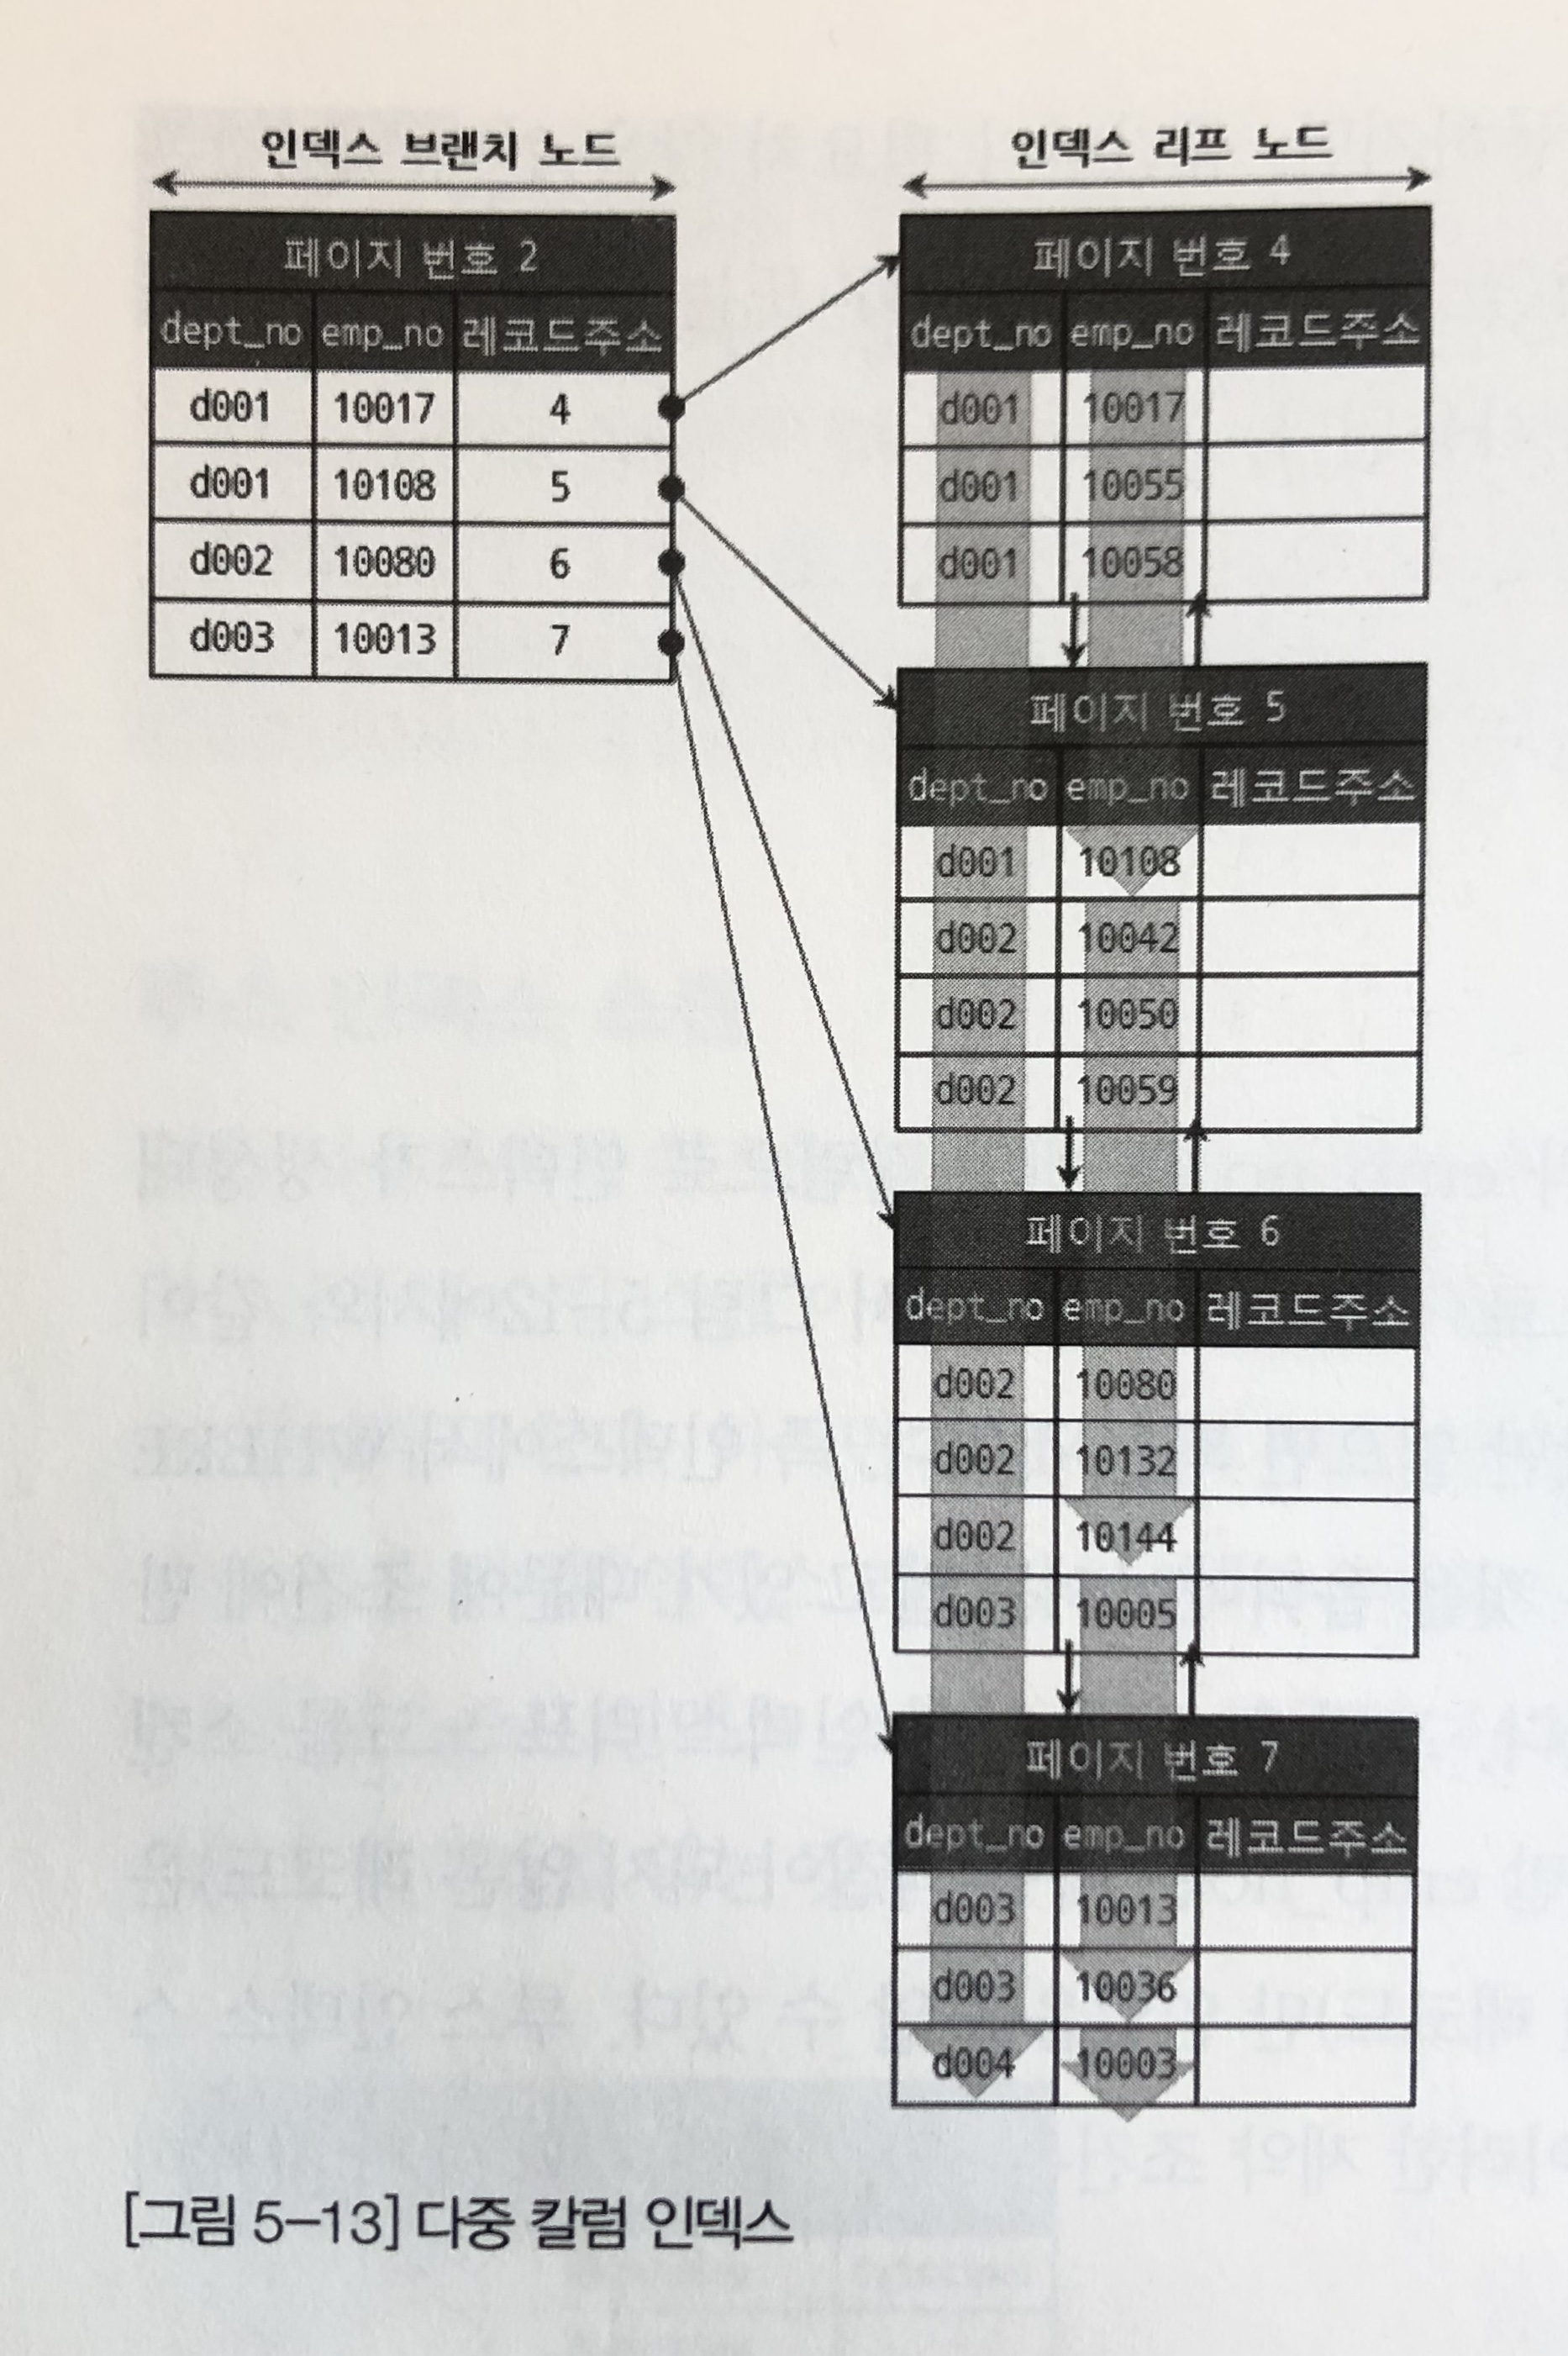 인덱스 브랜치 노드
페이지 번호 2
dept_no emp_no 레코드주소
d001 10017 4
d001 10108 5
d002 10080 6
d003 10013 7
인덱스 리프 노드
페이지 번호 4
dept_no emp_no 레코드주소
d001 10017
d001 10055
d001 10058
페이지 번호 5
dept_no emp_no 레코드주소
d001 10108
d002 10042
d002 10050
d002 10059
페이지 번호 6
dept_no emp_no 레코드주소
d002 10080
d002 10132
d002 10144
d003 10005
페이지 번호 7
dept_no emp_no 레코드주소
d003 10013
d003 10036
d004 10003
[그림 5-13] 다중 칼럼 인덱스